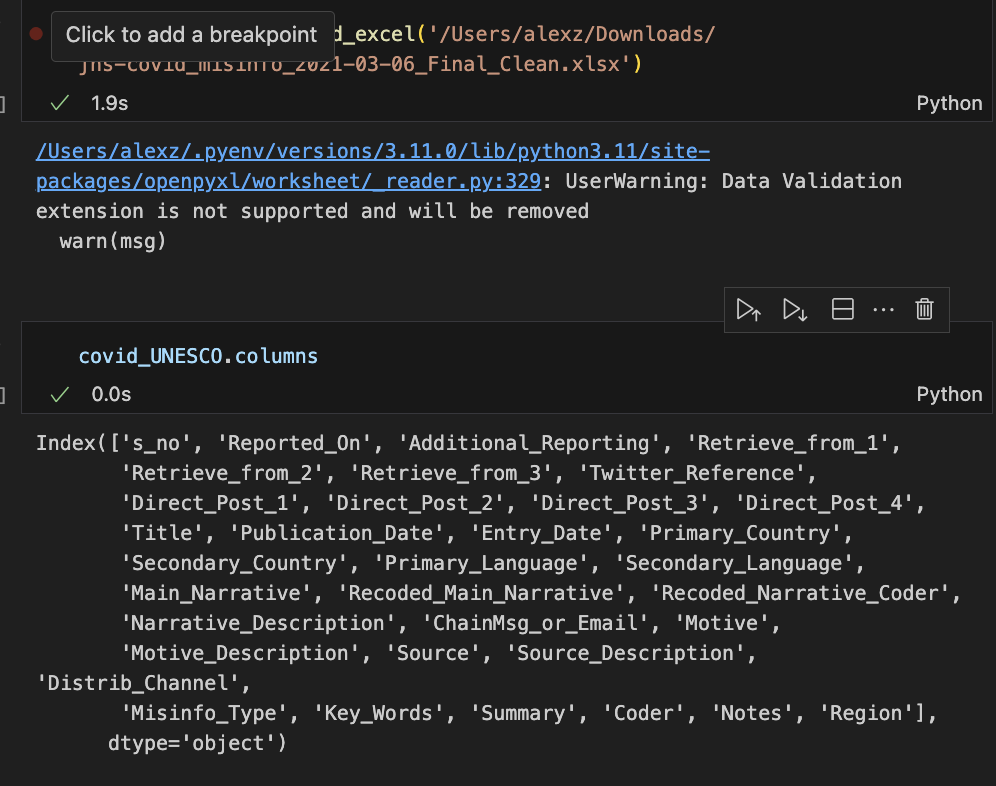 Click to add a breakpoint d_excel('/Users/alexz/Downloads/
jhs-covid_misinfo_2021-03-06_Final_Clean.xlsx')
1.9s Python
/Users/alexz/.pyenv/versions/3.11.0/lib/python3.11/site-
packages/openpyxl/worksheet/_reader.py:329: UserWarning: Data Validation
extension is not supported and will be removed
warn(msg)
covid_UNESCO.columns
0.0s Python
Index(['s_no', 'Reported_On', 'Additional_Reporting', 'Retrieve_from_1',
'Retrieve_from_2', 'Retrieve_from_3', 'Twitter_Reference',
'Direct_Post_1', 'Direct_Post_2', 'Direct_Post_3', 'Direct_Post_4',
'Title', 'Publication_Date', 'Entry_Date', 'Primary_Country',
'Secondary_Country', 'Primary_Language', 'Secondary_Language',
'Main_Narrative', 'Recoded_Main_Narrative', 'Recoded_Narrative_Coder',
'Narrative_Description', 'ChainMsg_or_Email', 'Motive',
'Motive_Description', 'Source', 'Source_Description',
'Distrib_Channel',
'Misinfo_Type', 'Key_Words', 'Summary', 'Coder', 'Notes', 'Region'],
dtype='object')